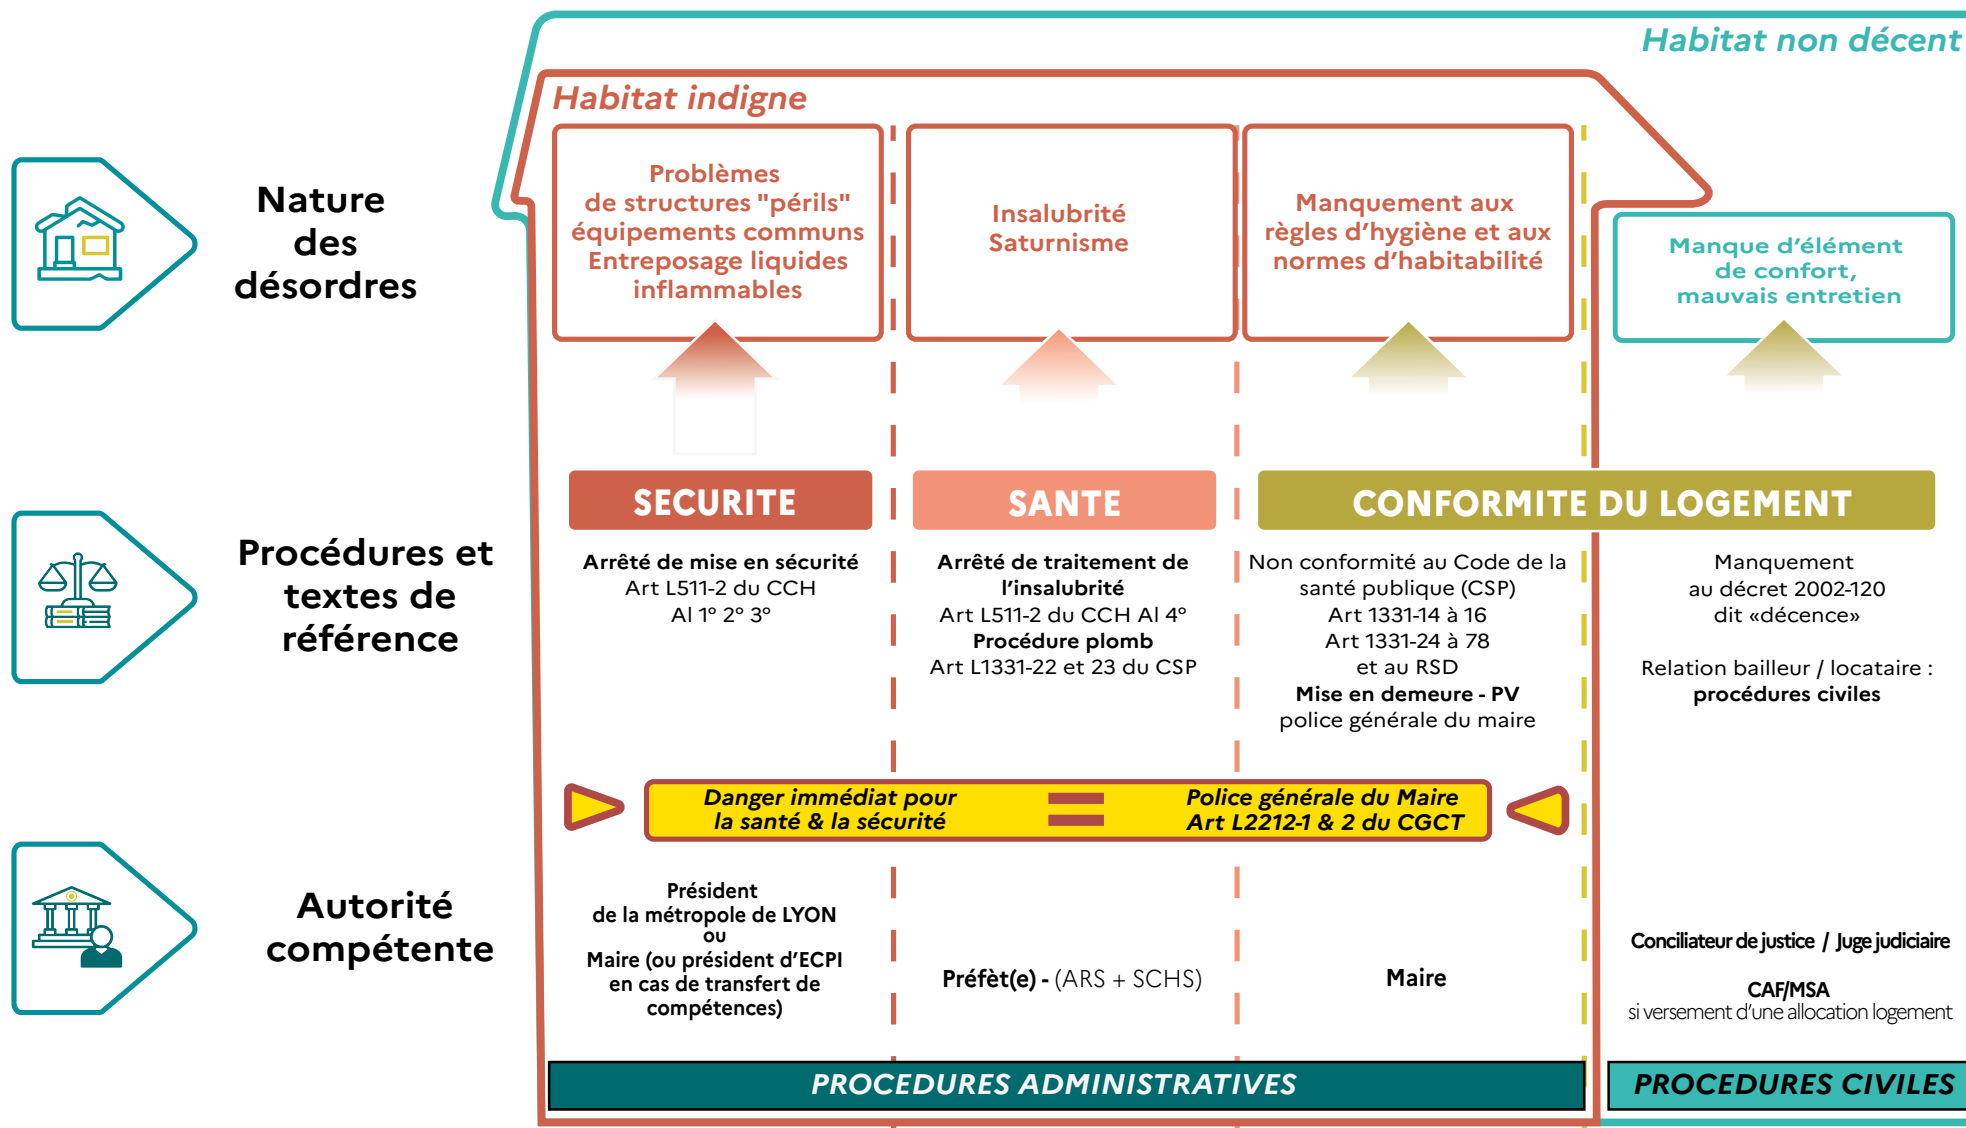 Habitat non décent
Habitat indigne
Nature
des
désordres
Problèmes
de structures "périls"
équipements communs
Entreposage liquides
inflammables
Insalubrité
Saturnisme
Manquement aux
règles d'hygiène et aux
normes d'habitabilité
Manque d'élément
de confort,
mauvais entretien
Procédures et
textes de
référence
SECURITE
Arrêté de mise en sécurité
Art L511-2 du CCH
Al 1° 2° 3°
SANTE
Arrêté de traitement de
l'insalubrité
Art L511-2 du CCH Al 4°
Procédure plomb
Art L1331-22 et 23 du CSP
CONFORMITE DU LOGEMENT
Non conformité au Code de la
santé publique (CSP)
Art 1331-14 à 16
Art 1331-24 à 78
et au RSD
Mise en demeure - PV
police générale du maire
Manquement
au décret 2002-120
dit «décence»
Relation bailleur / locataire :
procédures civiles
Danger immédiat pour
la santé & la sécurité
=
Police générale du Maire
Art L2212-1 & 2 du CGCT
Autorité
compétente
Président
de la métropole de LYON
ou
Maire (ou président d'ECPI
en cas de transfert de
compétences)
Préfèt(e) - (ARS + SCHS)
Maire
Conciliateur de justice / Juge judiciaire
CAF/MSA
si versement d'une allocation logement
PROCEDURES ADMINISTRATIVES
PROCEDURES CIVILES